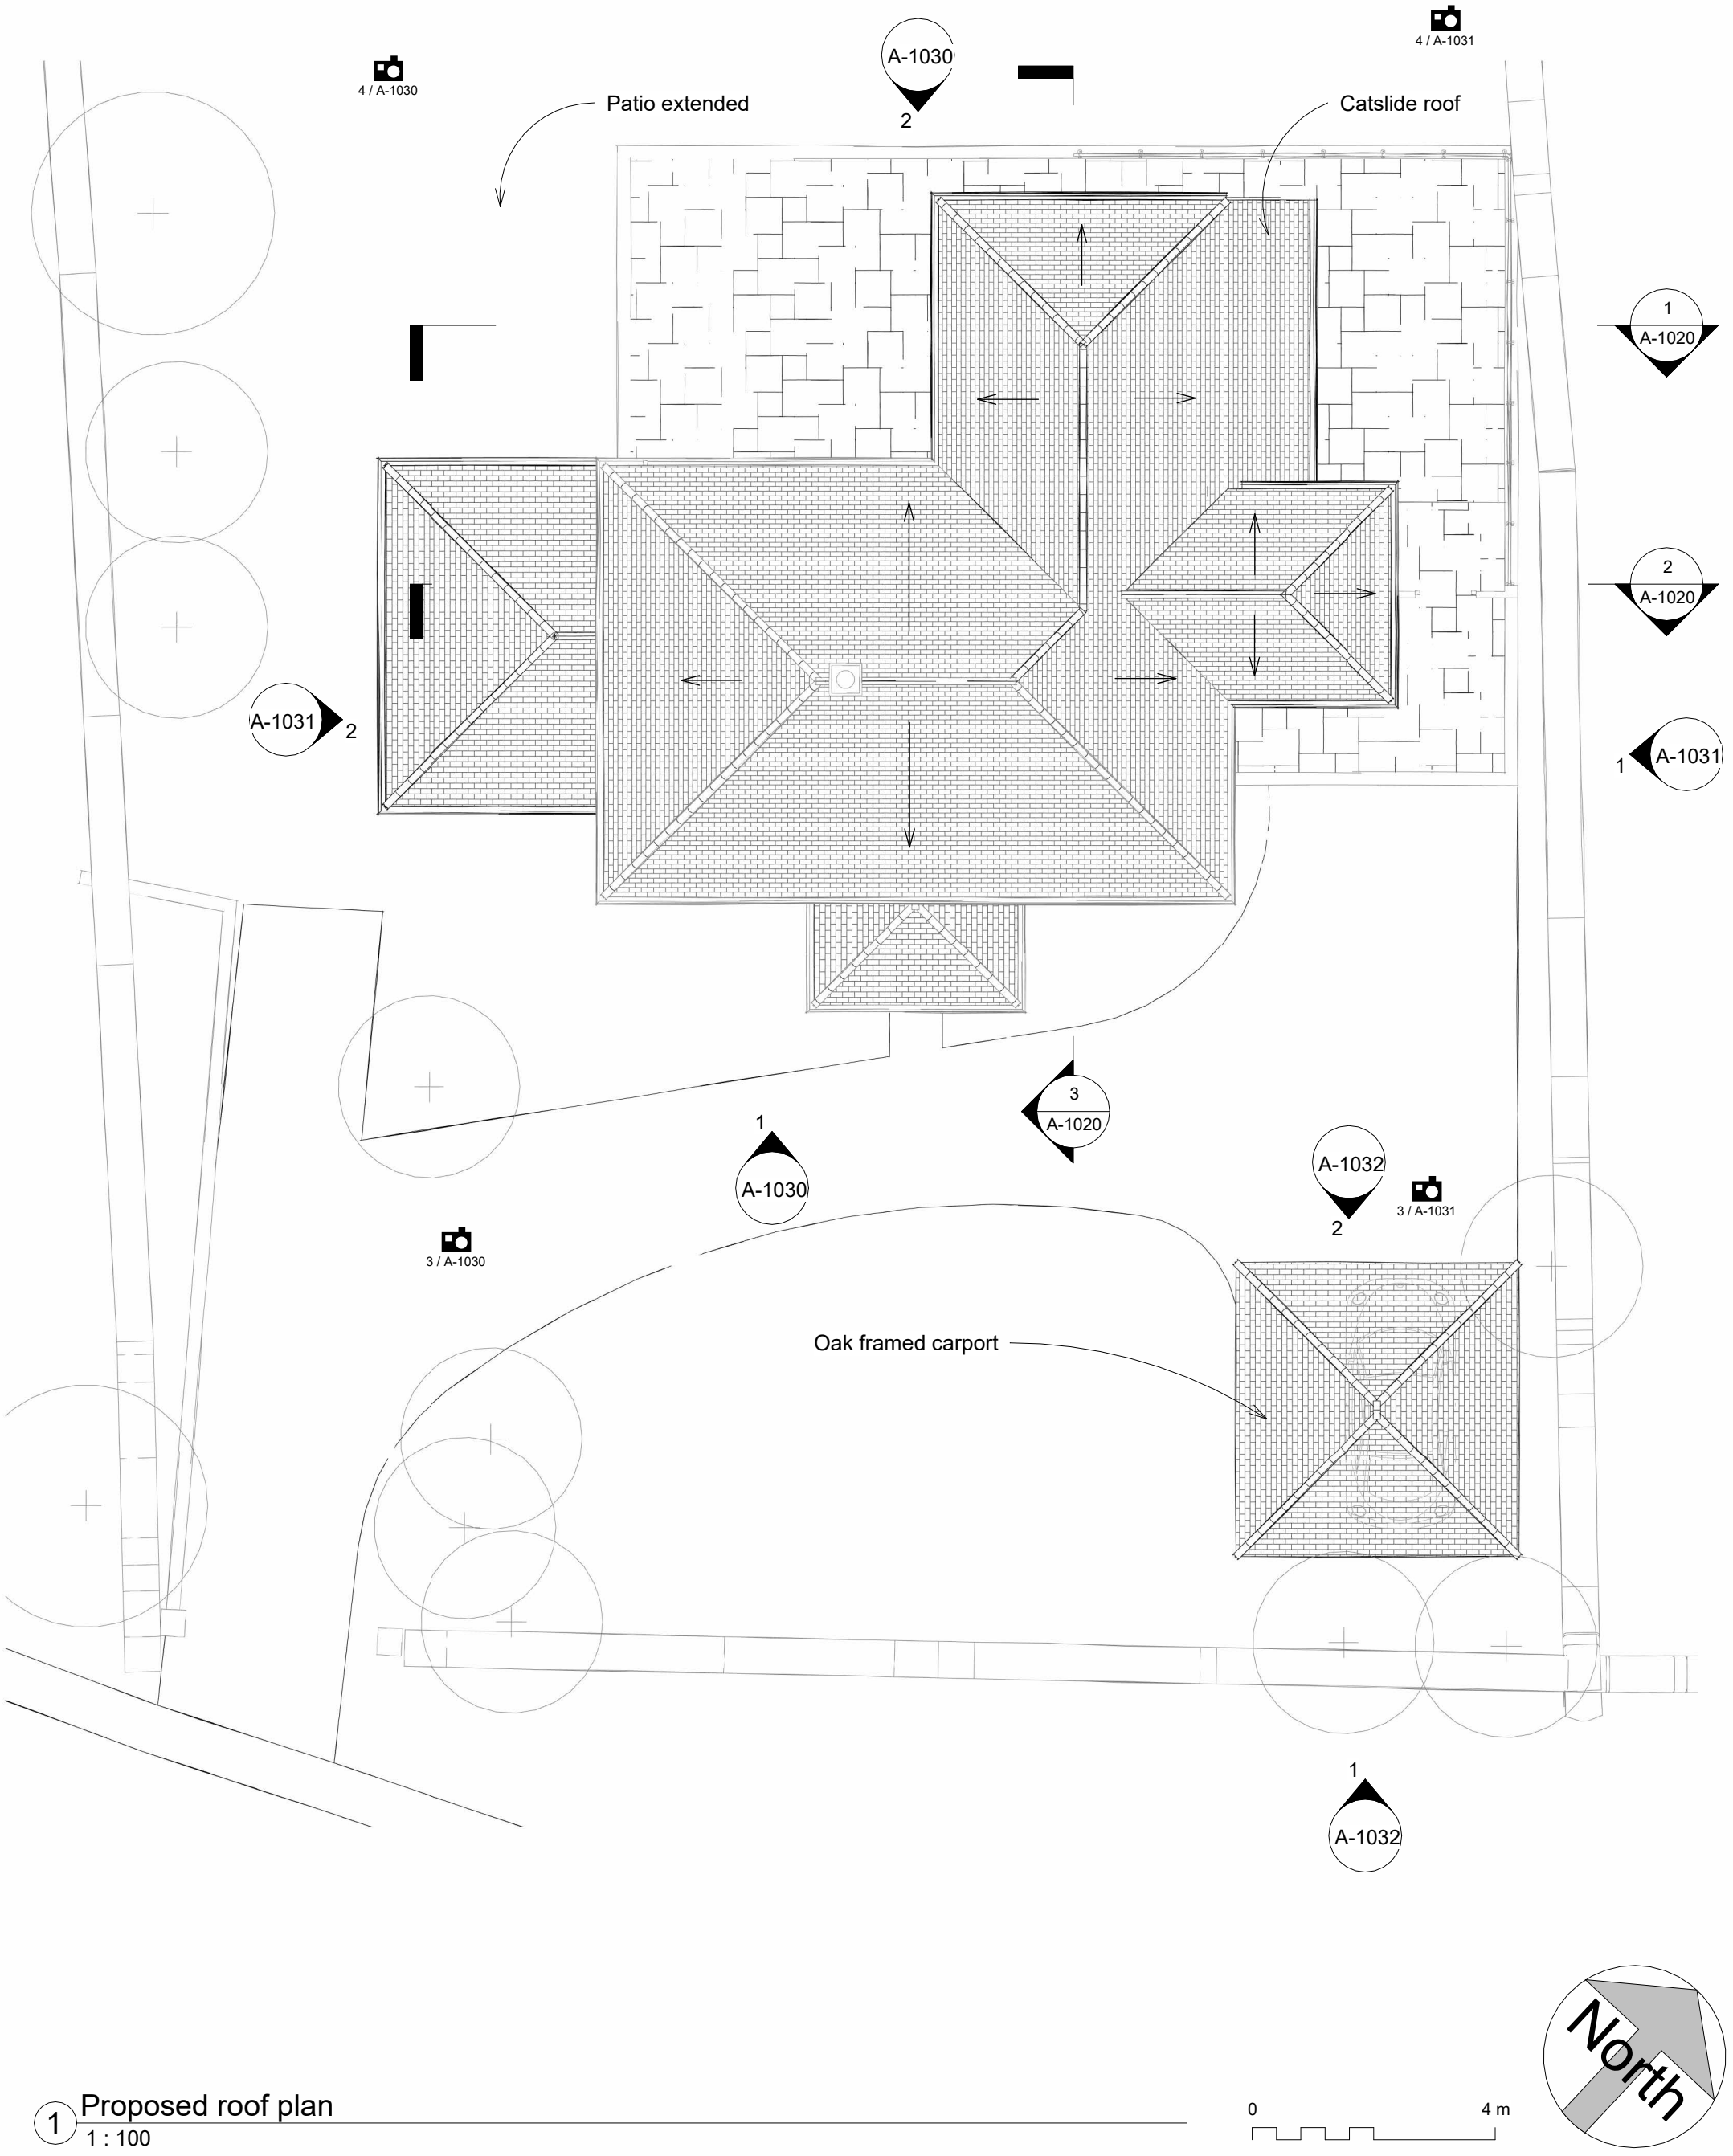 4 / A-1031
A-1030
4 / A-1030
Patio extended
Catslide roof
2
1
A-1020
2
A-1020
A-1031
2
A-1031
1
3
A-1020
1
A-1030
A-1032
2
3 / A-1031
3 / A-1030
Oak framed carport
1
A-1032
North
1
Proposed roof plan
1 : 100
0
4 m